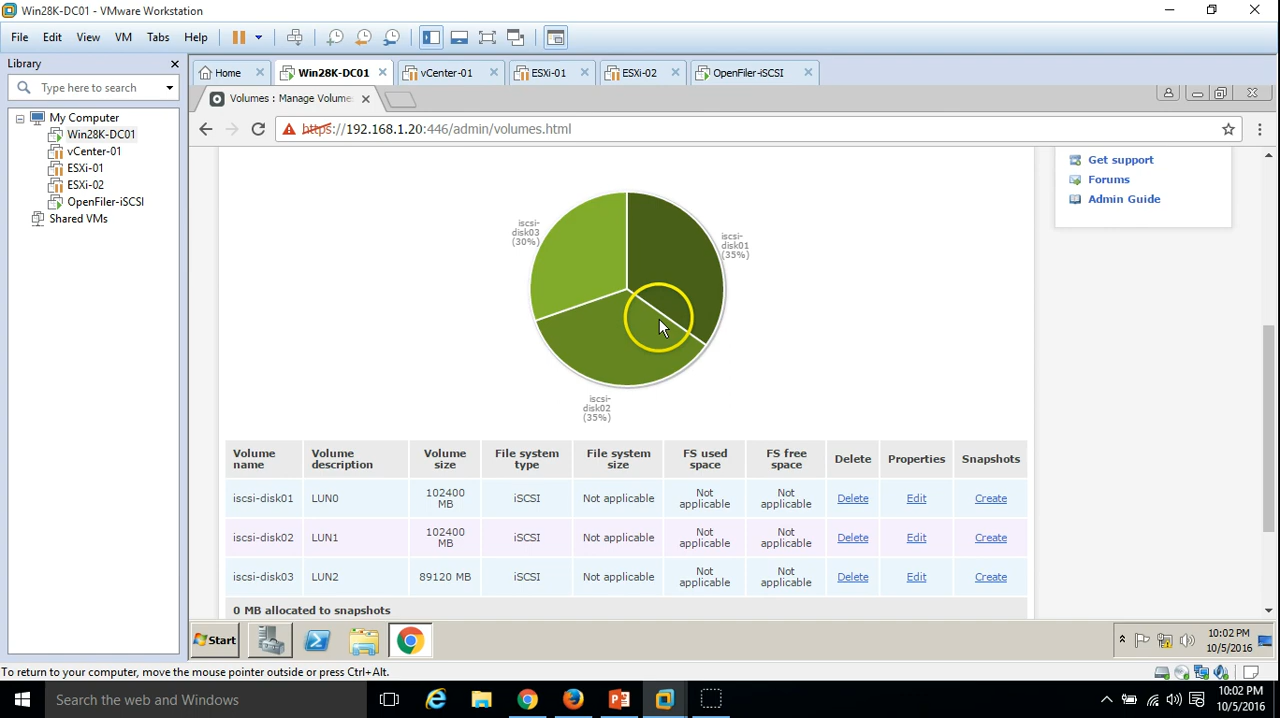 Win28K-DC01 - VMware Workstation
File Edit View VM Tabs Help
Library
Type here to search
My Computer
Win28K-DC01
vCenter-01
ESXi-01
ESXi-02
OpenFiler-iSCSI
Shared VMs
Home Win28K-DC01 vCenter-01 ESXi-01 ESXi-02 OpenFiler-iSCSI
Volumes : Manage Volume
https://192.168.1.20:446/admin/volumes.html
Get support
Forums
Admin Guide
iscsi-
disk03
(30%)
iscsi-
disk01
(35%)
iscsi-
disk02
(35%)
Volume name Volume description Volume size File system type File system size FS used space FS free space Delete Properties Snapshots
iscsi-disk01 LUN0 102400 MB iSCSI Not applicable Not applicable Not applicable Delete Edit Create
iscsi-disk02 LUN1 102400 MB iSCSI Not applicable Not applicable Not applicable Delete Edit Create
iscsi-disk03 LUN2 89120 MB iSCSI Not applicable Not applicable Not applicable Delete Edit Create
0 MB allocated to snapshots
Start
10:02 PM
10/5/2016
To return to your computer, move the mouse pointer outside or press Ctrl+Alt.
Search the web and Windows
10:02 PM
10/5/2016